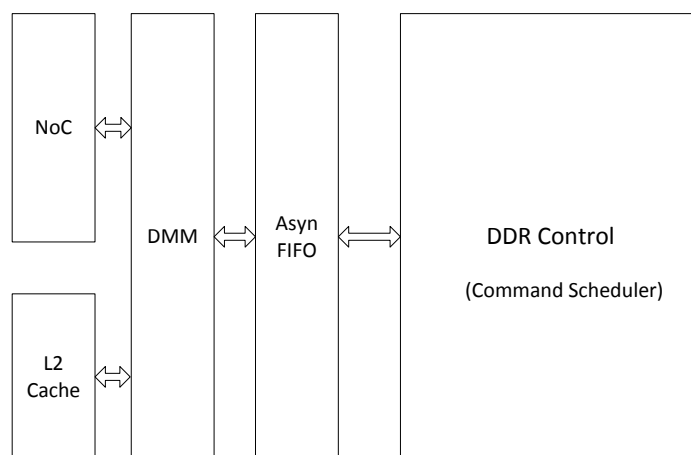 NoC
DMM
Asyn
FIFO
DDR Control
(Command Scheduler)
L2
Cache